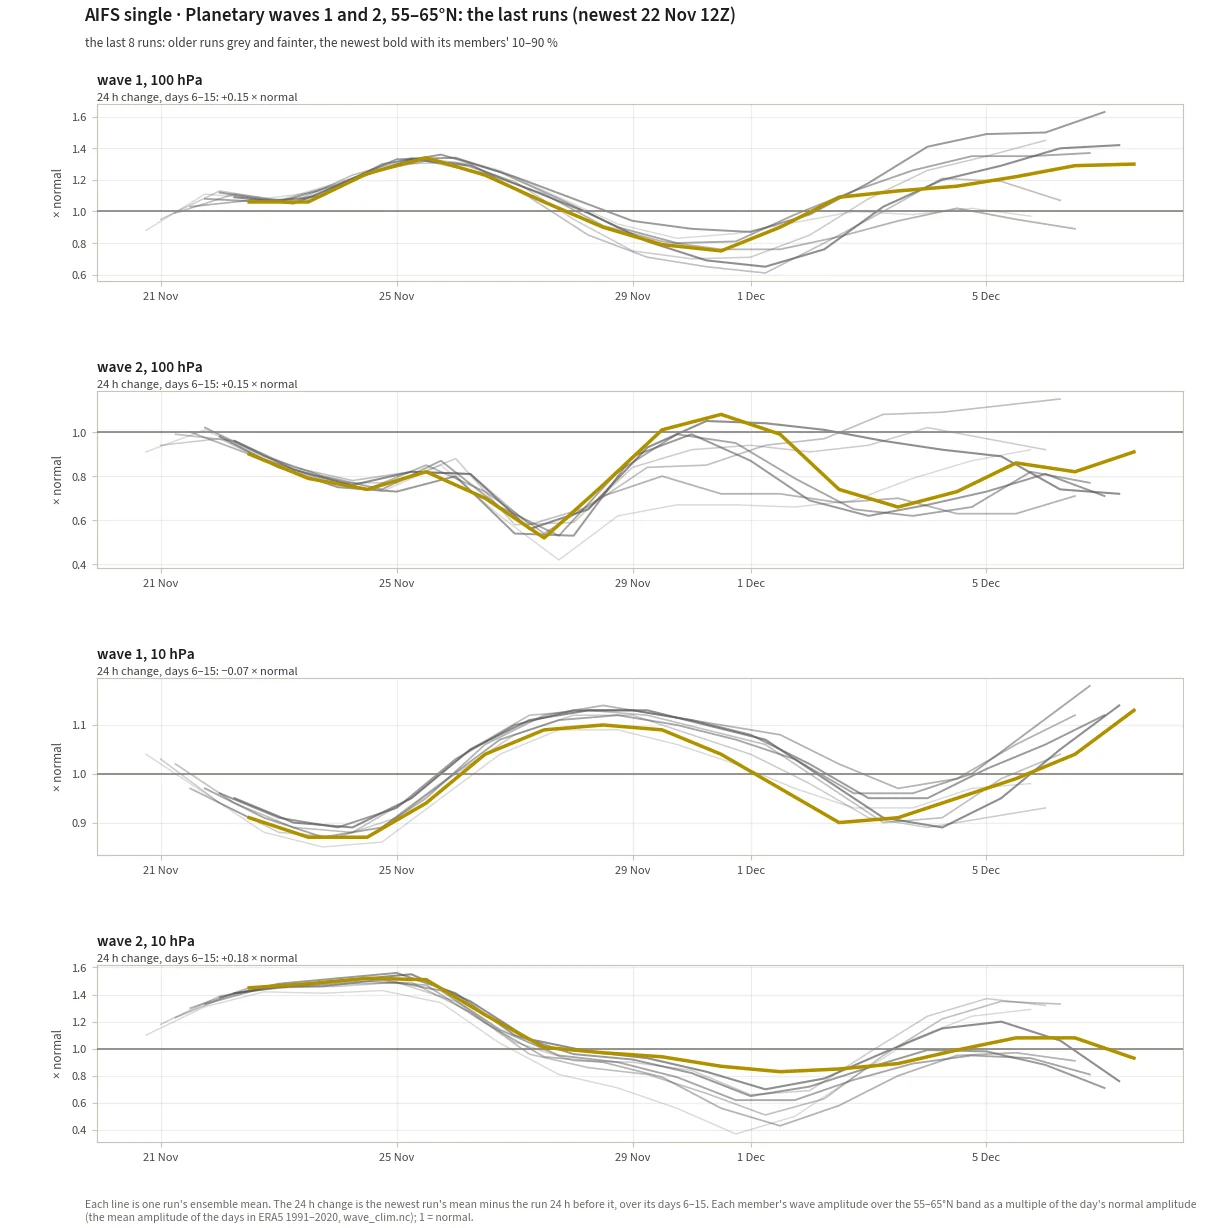 AIFS single · Planetary waves 1 and 2, 55–65°N: the last runs (newest 22 Nov 12Z)
the last 8 runs: older runs grey and fainter, the newest bold with its members' 10–90 %
wave 1, 100 hPa
24 h change, days 6–15: +0.15 × normal
1.6
1.4
1.2
1.0
0.8
0.6
× normal
21 Nov
25 Nov
29 Nov
1 Dec
5 Dec
wave 2, 100 hPa
24 h change, days 6–15: +0.15 × normal
1.0
0.8
0.6
0.4
× normal
21 Nov
25 Nov
29 Nov
1 Dec
5 Dec
wave 1, 10 hPa
24 h change, days 6–15: −0.07 × normal
1.1
1.0
0.9
× normal
21 Nov
25 Nov
29 Nov
1 Dec
5 Dec
wave 2, 10 hPa
24 h change, days 6–15: +0.18 × normal
1.6
1.4
1.2
1.0
0.8
0.6
0.4
× normal
21 Nov
25 Nov
29 Nov
1 Dec
5 Dec
Each line is one run's ensemble mean. The 24 h change is the newest run's mean minus the run 24 h before it, over its days 6–15. Each member's wave amplitude over the 55–65°N band as a multiple of the day's normal amplitude
(the mean amplitude of the days in ERA5 1991–2020, wave_clim.nc); 1 = normal.